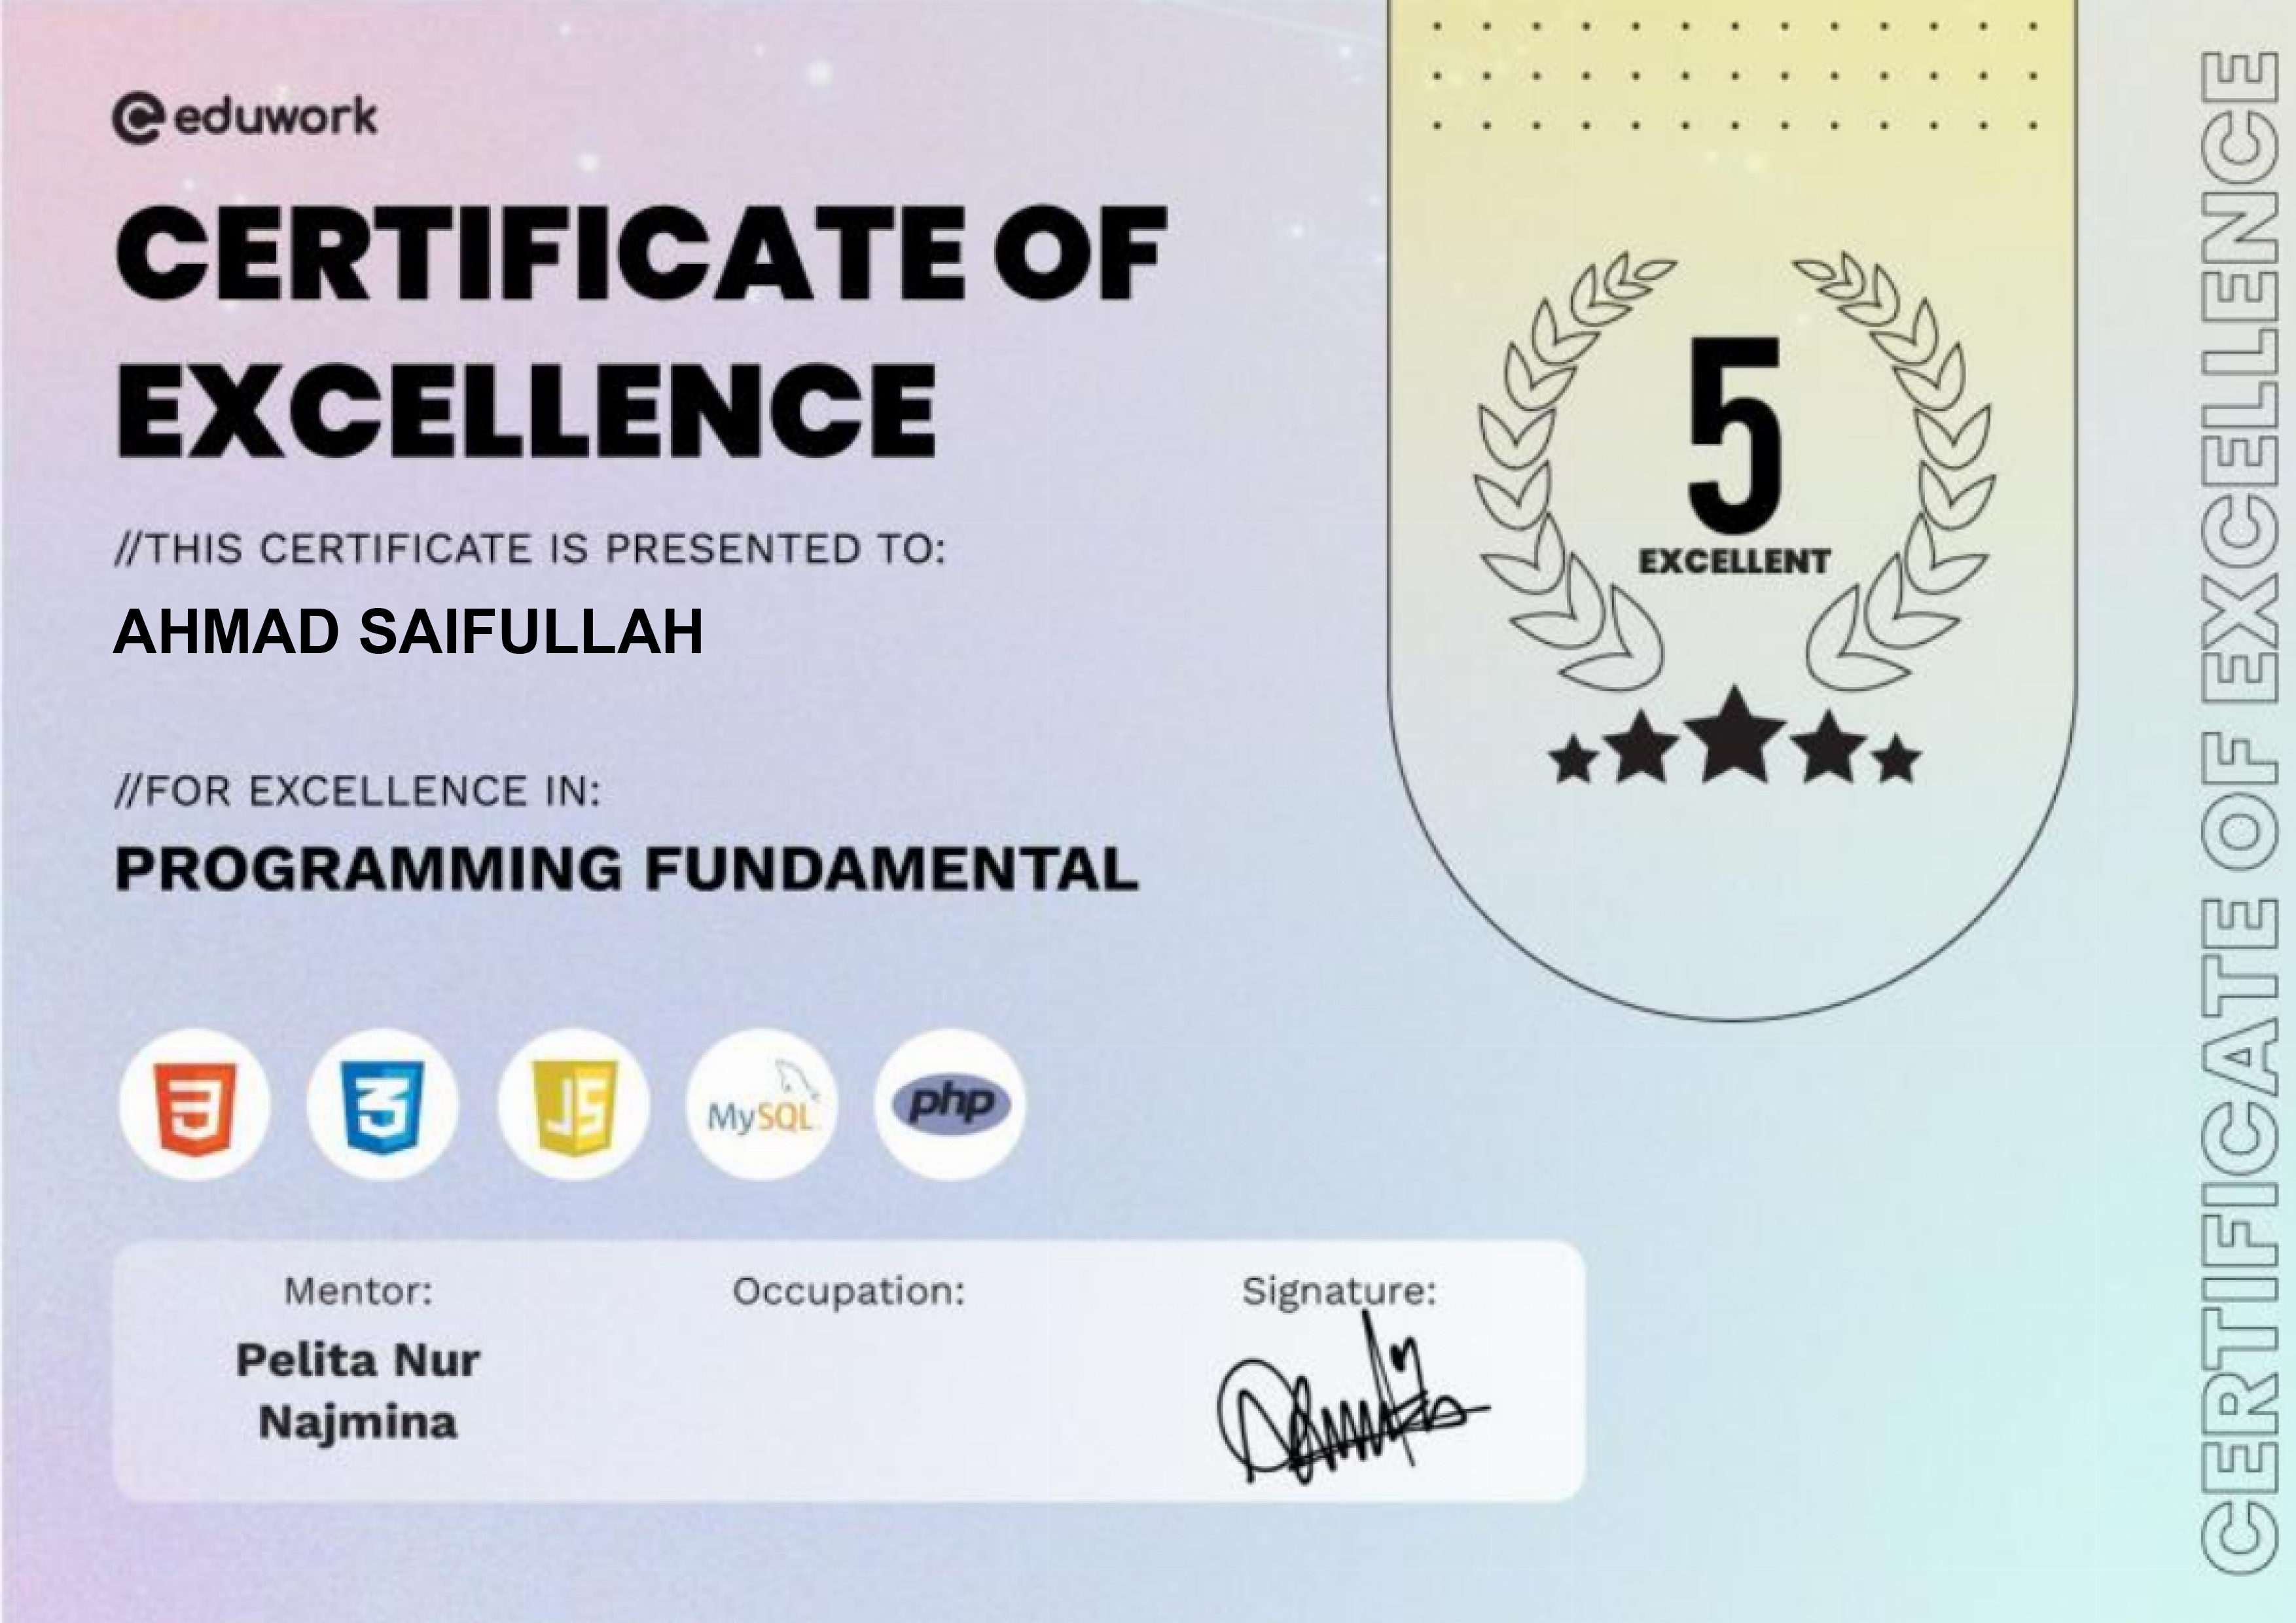 eduwork
CERTIFICATE OF
EXCELLENCE
//THIS CERTIFICATE IS PRESENTED TO:
AHMAD SAIFULLAH
//FOR EXCELLENCE IN:
PROGRAMMING FUNDAMENTAL
5
EXCELLENT
3
3
JS
MySQL
php
Mentor:
Pelita Nur
Najmina
Occupation:
Signature:
CERTIFICATE OF EXCELLENCE